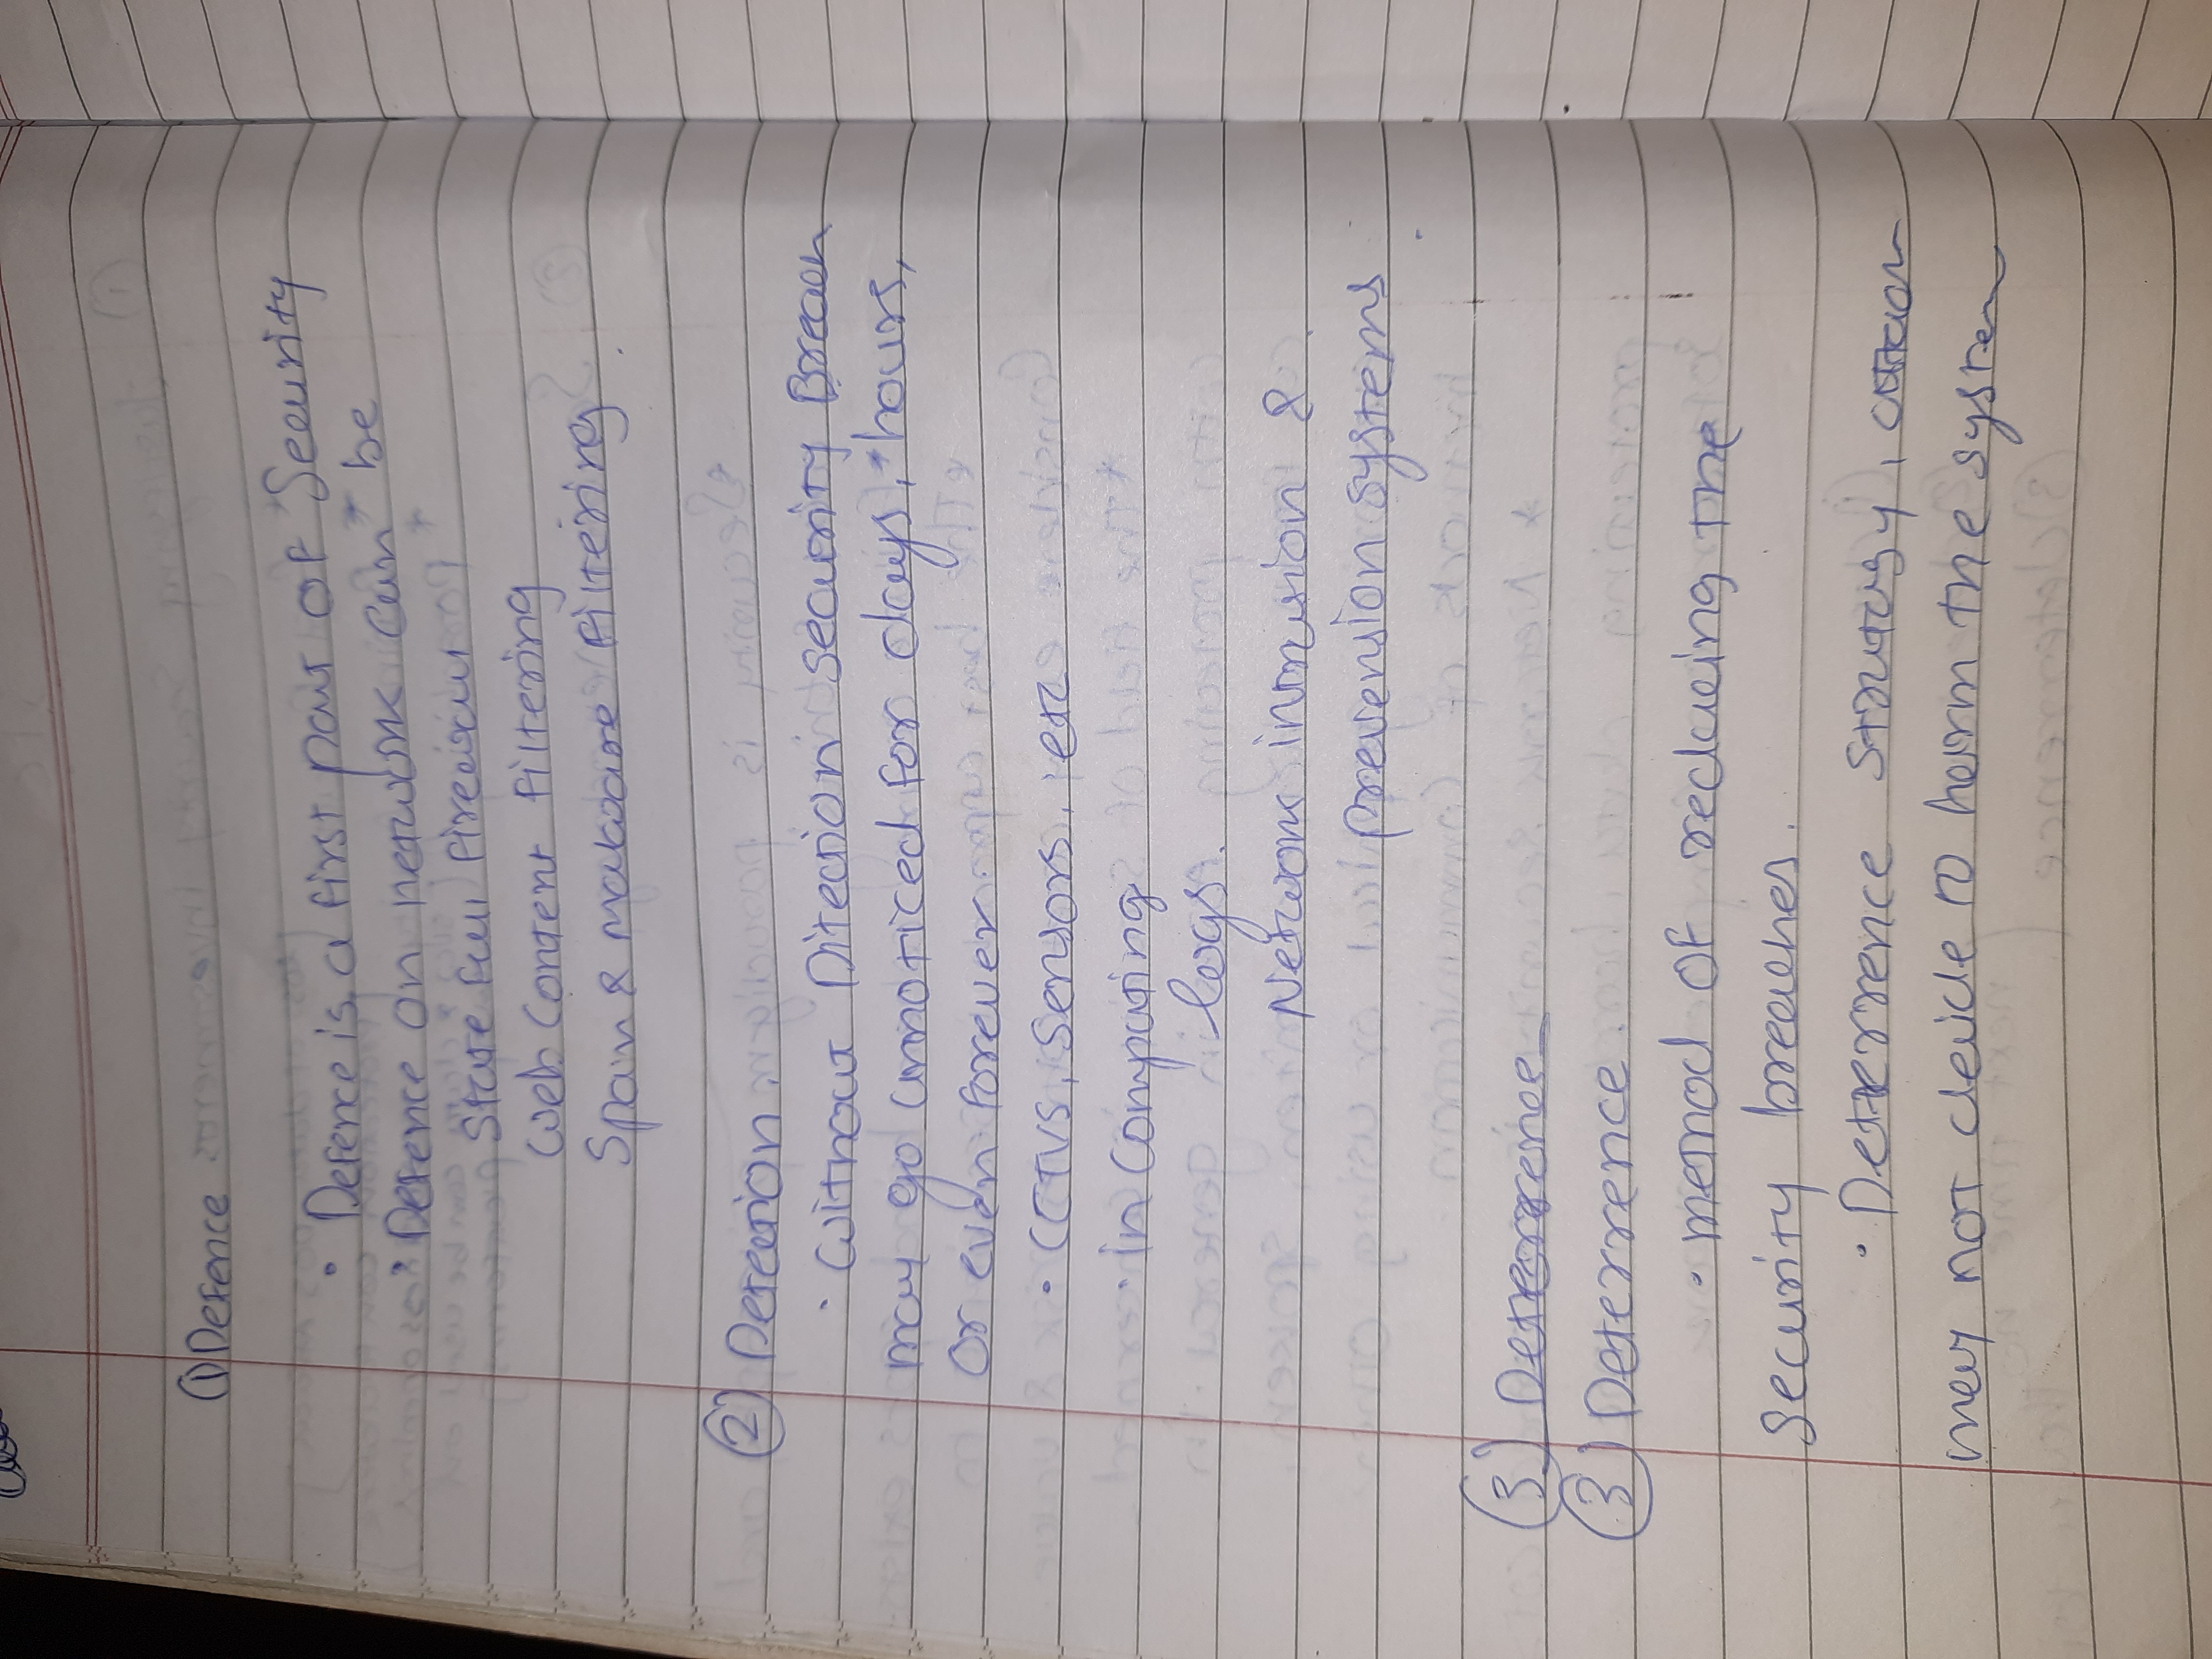 ① Defence
• Defence is a first part of Security
• Defence on network can be
State full firewall
Web Content filtering
Spam & malware filtering
② Detection
• Without Ditection security Breach
may go unnoticed for days, hours,
Or even forever.
• CCTVS, Sensors, etc
• in Computing
logs.
Network intrusion &
prevension systems
③ Deterrence
③ Deterrence
• method of reducing the
Security breaches.
• Deterrence Stratagy,
may not decide to harm the system